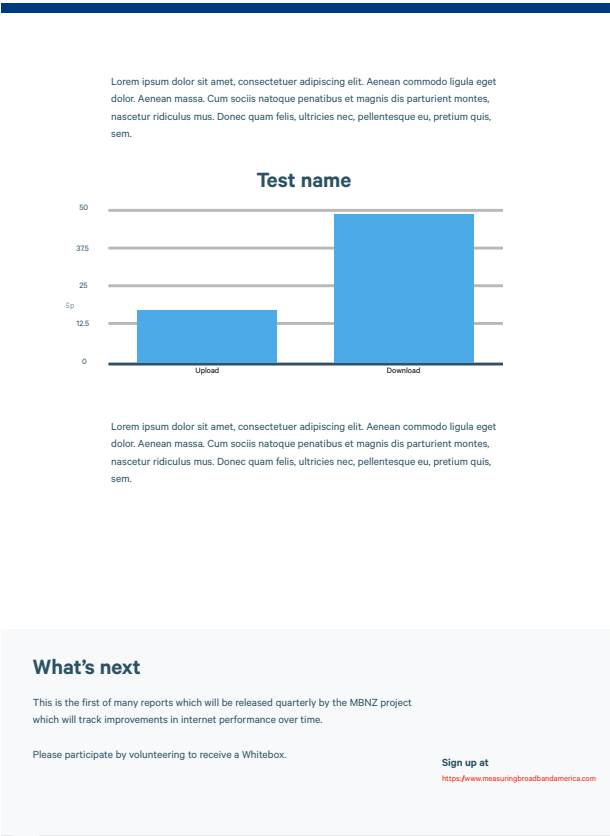 Lorem ipsum dolor sit amet, consectetuer adipiscing elit. Aenean commodo ligula eget
dolor. Aenean massa. Cum sociis natoque penatibus et magnis dis parturient montes,
nascetur ridiculus mus. Donec quam felis, ultricies nec, pellentesque eu, pretium quis,
sem.
Test name
50
37.5
25
Sp
12.5
0
Upload
Download
Lorem ipsum dolor sit amet, consectetuer adipiscing elit. Aenean commodo ligula eget
dolor. Aenean massa. Cum sociis natoque penatibus et magnis dis parturient montes,
nascetur ridiculus mus. Donec quam felis, ultricies nec, pellentesque eu, pretium quis,
sem.
What’s next
This is the first of many reports which will be released quarterly by the MBNZ project
which will track improvements in internet performance over time.
Please participate by volunteering to receive a Whitebox.
Sign up at
https://www.measuringbroadbandamerica.com